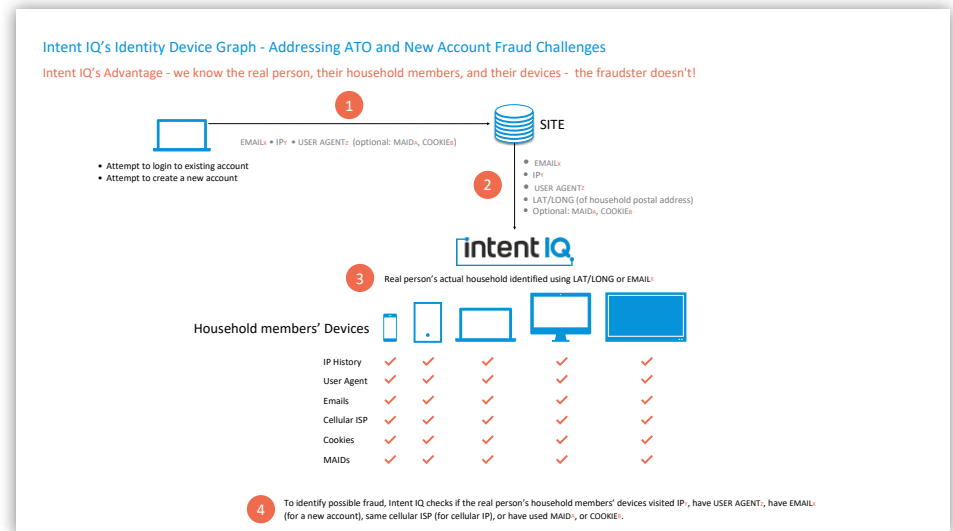 Intent IQ's Identity Device Graph - Addressing ATO and New Account Fraud Challenges
Intent IQ's Advantage - we know the real person, their household members, and their devices - the fraudster doesn't!
1
EMAILX • IPY • USER AGENTZ (optional: MAIDA, COOKIEB)
SITE
• Attempt to login to existing account
• Attempt to create a new account
2
• EMAILX
• IPY
• USER AGENTZ
• LAT/LONG (of household postal address)
• Optional: MAIDA, COOKIEB
intent IQ
3
Real person's actual household identified using LAT/LONG or EMAILX
Household members' Devices
IP History
User Agent
Emails
Cellular ISP
Cookies
MAIDs
4
To identify possible fraud, Intent IQ checks if the real person's household members' devices visited IPY, have USER AGENTZ, have EMAILX
(for a new account), same cellular ISP (for cellular IP), or have used MAIDA, or COOKIEB.